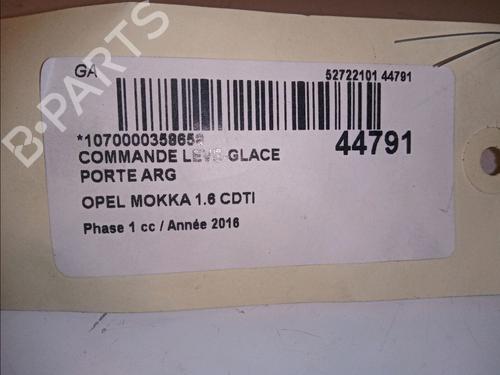 B-PARTS
GA
52722101 44791
COMMANDE LEVE GLACE
44791
PORTE ARG
OPEL MOKKA 1.6 CDTI
Phase 1 cc / Année 2016